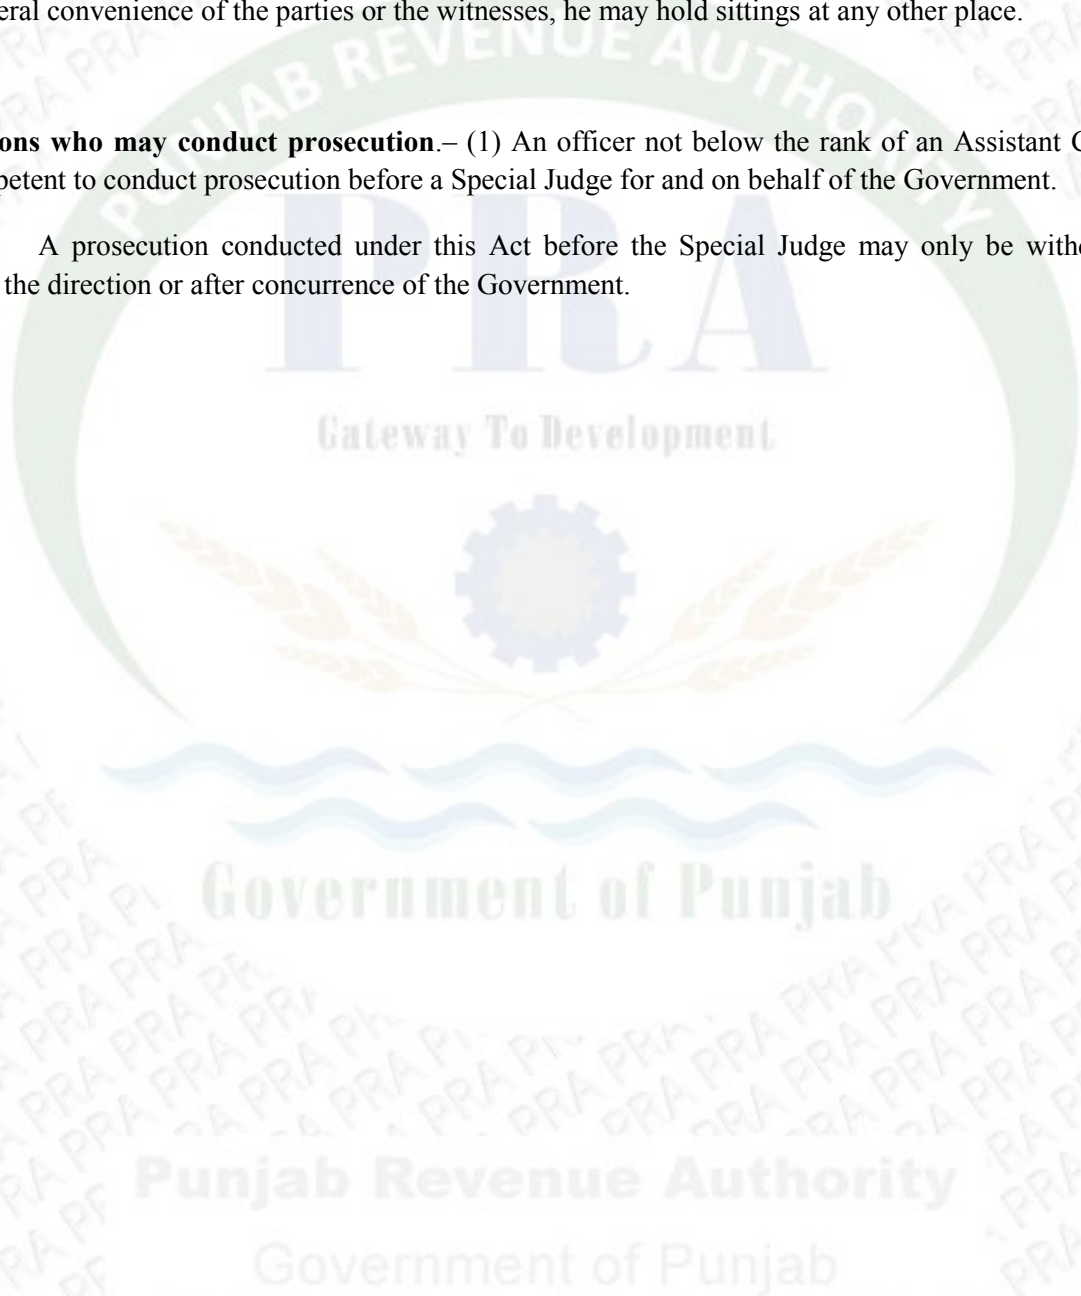 eral convenience of the parties or the witnesses, he may hold sittings at any other place.
PUNJAB REVENUE AUTHORITY
ons who may conduct prosecution.– (1) An officer not below the rank of an Assistant C
petent to conduct prosecution before a Special Judge for and on behalf of the Government.
A prosecution conducted under this Act before the Special Judge may only be with
the direction or after concurrence of the Government.
PRA
Gateway To Development
Government of Punjab
Punjab Revenue Authority
Government of Punjab